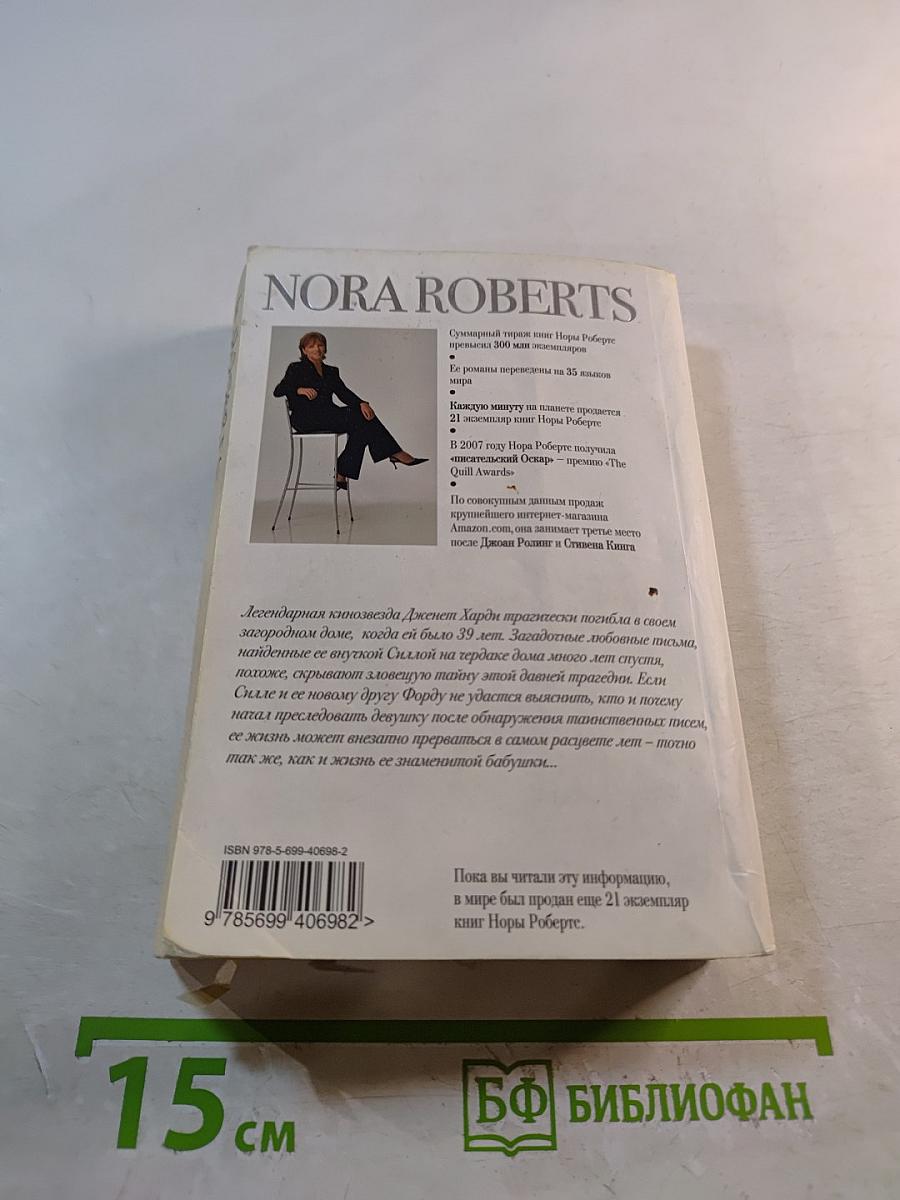 NORA ROBERTS
Суммарный тираж книг Норы Робертс
превысил 300 млн экземпляров
•
Ее романы переведены на 35 языков
мира
•
Каждую минуту на планете продается
21 экземпляр книг Норы Робертс
•
В 2007 году Нора Робертс получила
«писательский Оскар» – премию «The
Quill Awards»
•
По совокупным данным продаж
крупнейшего интернет-магазина
Amazon.com, она занимает третье место
после Джоан Ролинг и Стивена Кинга
Легендарная кинозвезда Дженет Харди трагически погибла в своем
загородном доме, когда ей было 39 лет. Загадочные любовные письма,
найденные ее внучкой Силлой на чердаке дома много лет спустя,
похоже, скрывают зловещую тайну этой давней трагедии. Если
Силле и ее новому другу Форду не удастся выяснить, кто и почему
начал преследовать девушку после обнаружения таинственных писем,
ее жизнь может внезапно прерваться в самом расцвете лет – точно
так же, как и жизнь ее знаменитой бабушки...
ISBN 978-5-699-40698-2
9 785699 406982 >
Пока вы читали эту информацию,
в мире был продан еще 21 экземпляр
книг Норы Робертс.
15 см
БФ БИБЛИОФАН